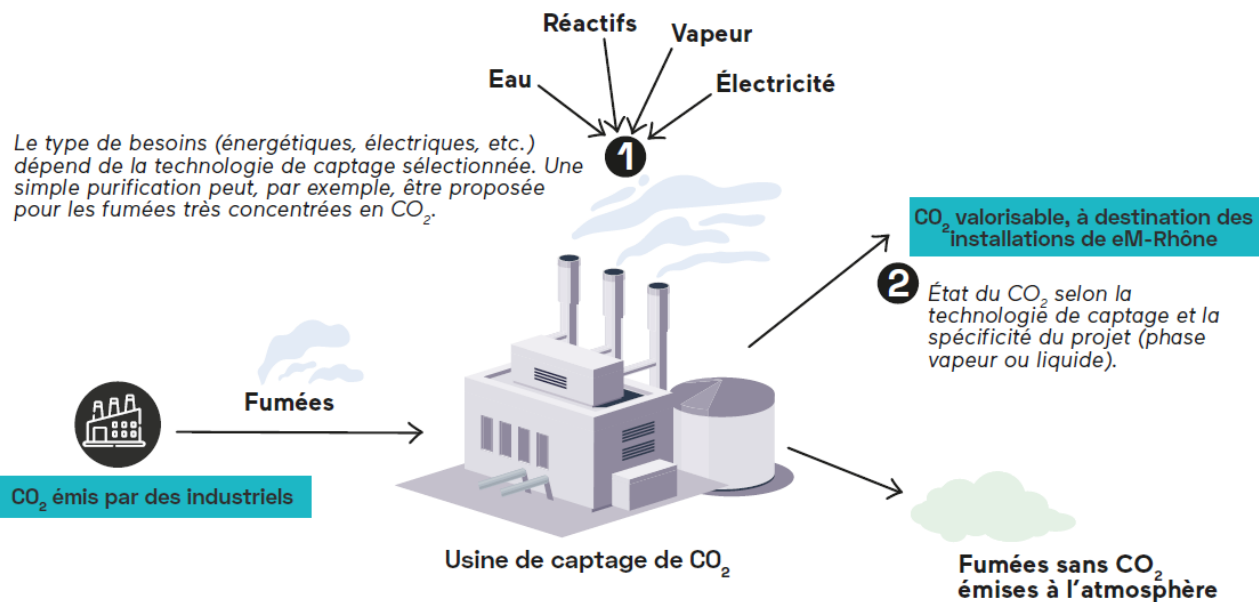 Réactifs
Vapeur
Eau
Électricité
1
Le type de besoins (énergétiques, électriques, etc.)
dépend de la technologie de captage sélectionnée. Une
simple purification peut, par exemple, être proposée
pour les fumées très concentrées en CO₂.
CO₂ valorisable, à destination des
installations de eM-Rhône
2
État du CO₂ selon la
technologie de captage et la
spécificité du projet (phase
vapeur ou liquide).
Fumées
CO₂ émis par des industriels
Usine de captage de CO₂
Fumées sans CO₂
émises à l’atmosphère